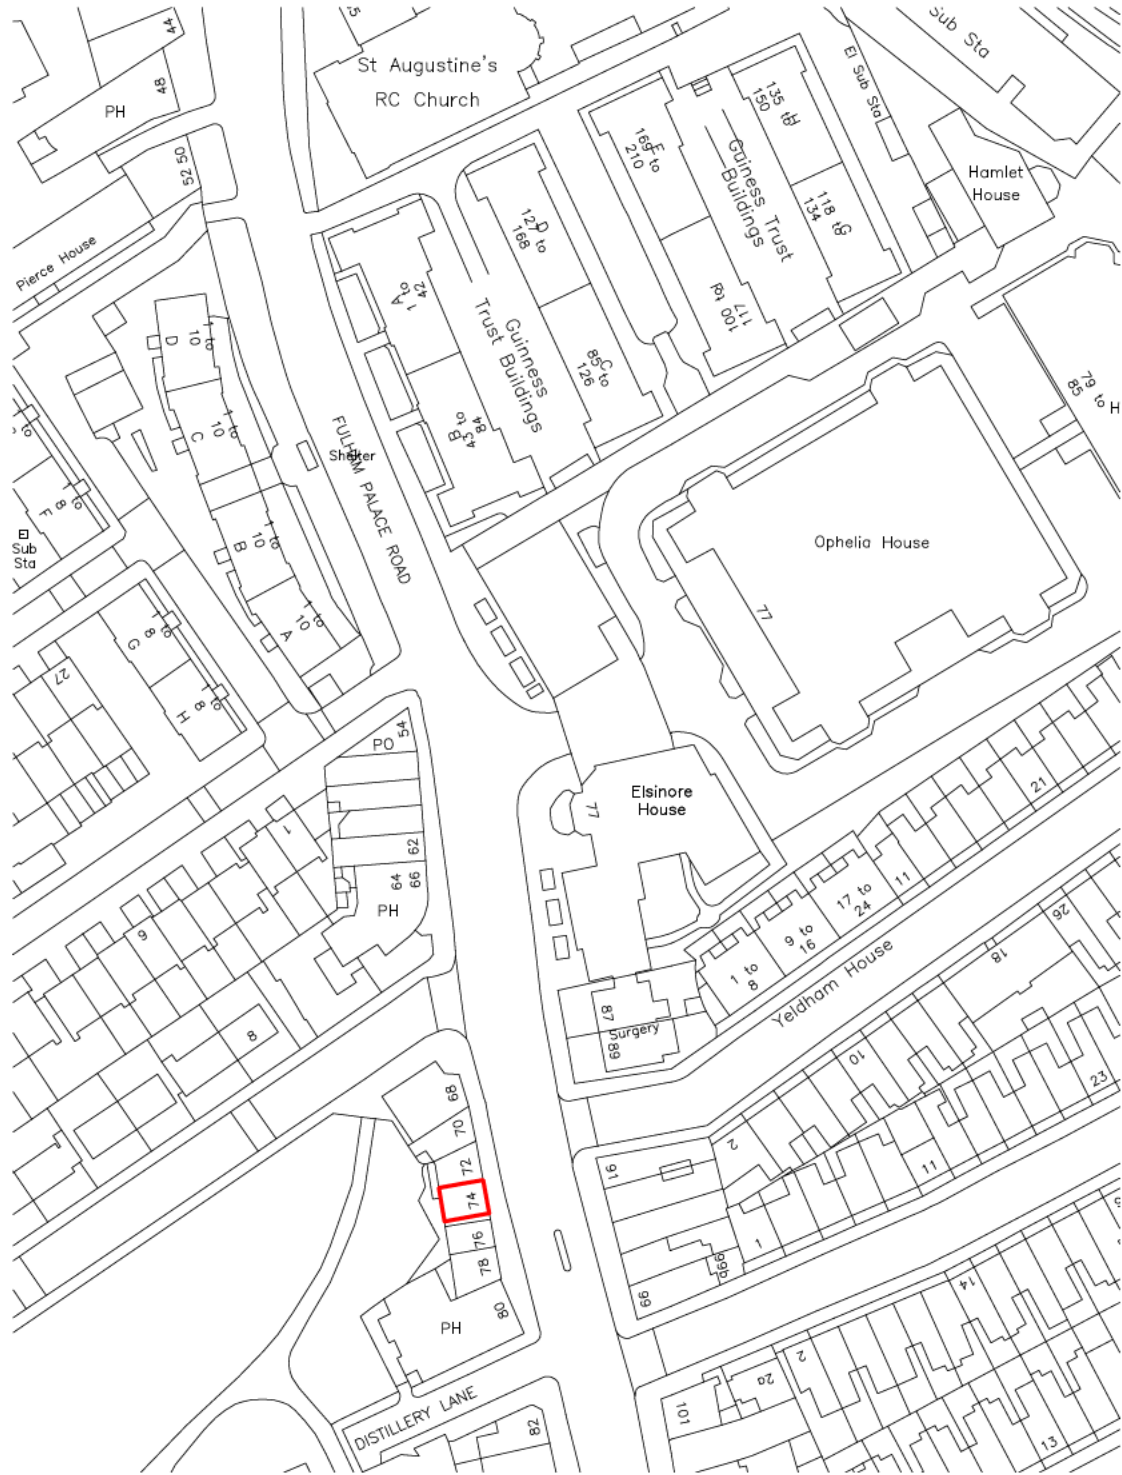 44
48
PH
St Augustine's
RC Church
Sub Sta
El Sub Sta
135 to
150
H
169 to
210
F
Guiness Trust
Buildings
Hamlet
House
118 to
134
G
52 50
Pierce House
127 to
168
D
1 to
42
A
Guinness
Trust Buildings
100 to
117
85 to
126
C
79 to
85
H
1 to
10
D
1 to
10
C
43 to
84
B
FULHAM PALACE ROAD
Shelter
1 to
8
F
El
Sub
Sta
1 to
10
B
Ophelia House
77
1 to
10
A
1 to
8
G
27
1 to
8
H
54
PO
21
Elsinore
House
77
1
62
64
66
PH
11
17 to
24
9 to
16
1 to
8
Yeldham House
26
18
9
8
87
Surgery
89
10
23
68
70
72
74
76
78
80
PH
2
11
91
1
99b
99
14
2
2a
101
13
DISTILLERY LANE
82